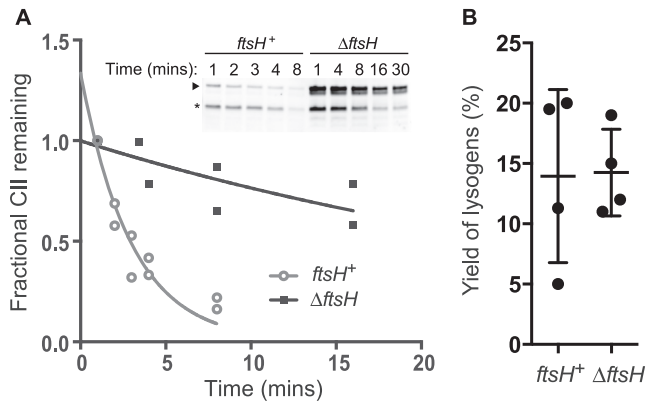 A
B
ftsH+ ΔftsH
Time (mins): 1 2 3 4 8 1 4 8 16 30
*
Fractional CII remaining
1.5
1.0
0.5
0.0
0 5 10 15 20
Time (mins)
ftsH+
ΔftsH
Yield of lysogens (%)
25
20
15
10
5
0
ftsH+ ΔftsH